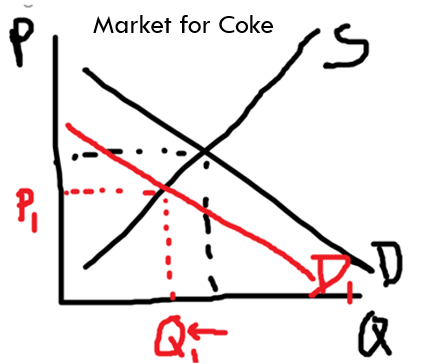 P
Market for Coke
S
P₁
D₁
D
Q₁←
Q